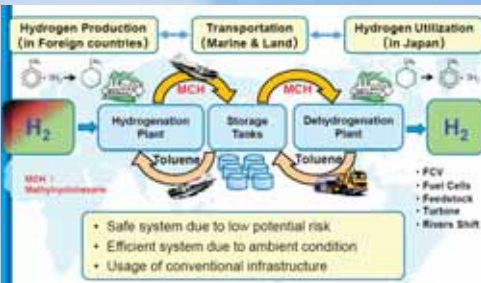 Hydrogen Production
(in Foreign countries)
Transportation
(Marine & Land)
Hydrogen Utilization
(in Japan)
MCH
MCH
H₂
Hydrogenation
Plant
Storage
Tanks
Dehydrogenation
Plant
H₂
Toluene
Toluene
MCH :
Methylcyclohexane
• FCV
• Fuel Cells
• Feedstock
• Turbine
• Rivers Shift
• Safe system due to low potential risk
• Efficient system due to ambient condition
• Usage of conventional infrastructure